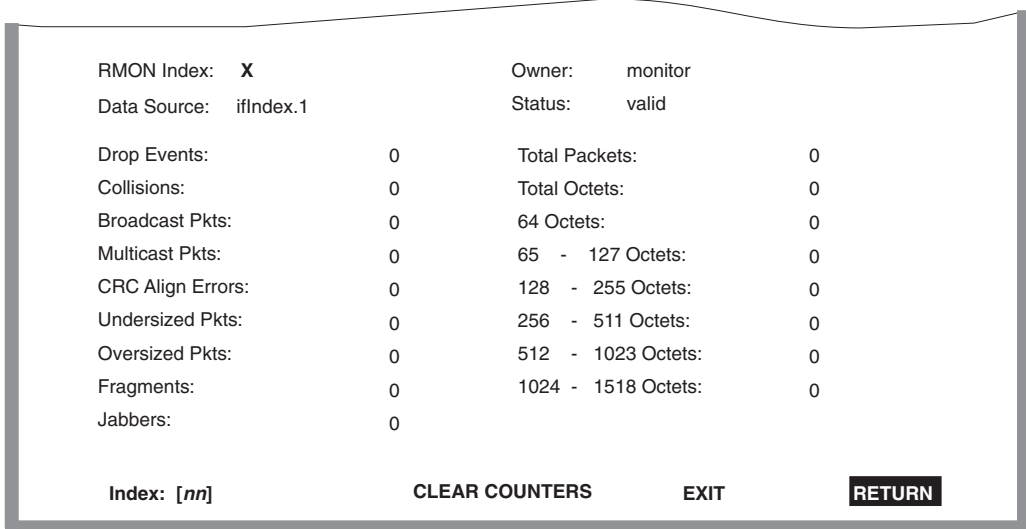 RMON Index: X Owner: monitor
Data Source: ifIndex.1 Status: valid
Drop Events: 0 Total Packets: 0
Collisions: 0 Total Octets: 0
Broadcast Pkts: 0 64 Octets: 0
Multicast Pkts: 0 65 - 127 Octets: 0
CRC Align Errors: 0 128 - 255 Octets: 0
Undersized Pkts: 0 256 - 511 Octets: 0
Oversized Pkts: 0 512 - 1023 Octets: 0
Fragments: 0 1024 - 1518 Octets: 0
Jabbers: 0
Index: [nn] CLEAR COUNTERS EXIT RETURN